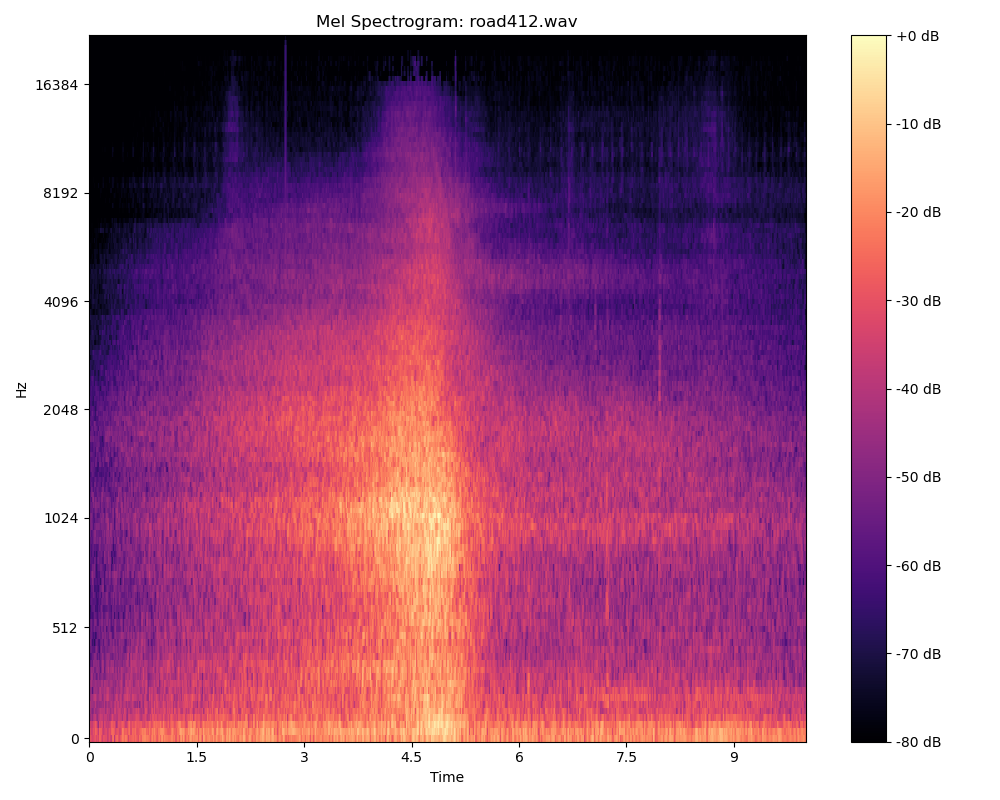 Mel Spectrogram: road412.wav
Hz
16384
8192
4096
2048
1024
512
0
0 1.5 3 4.5 6 7.5 9
Time
+0 dB
-10 dB
-20 dB
-30 dB
-40 dB
-50 dB
-60 dB
-70 dB
-80 dB